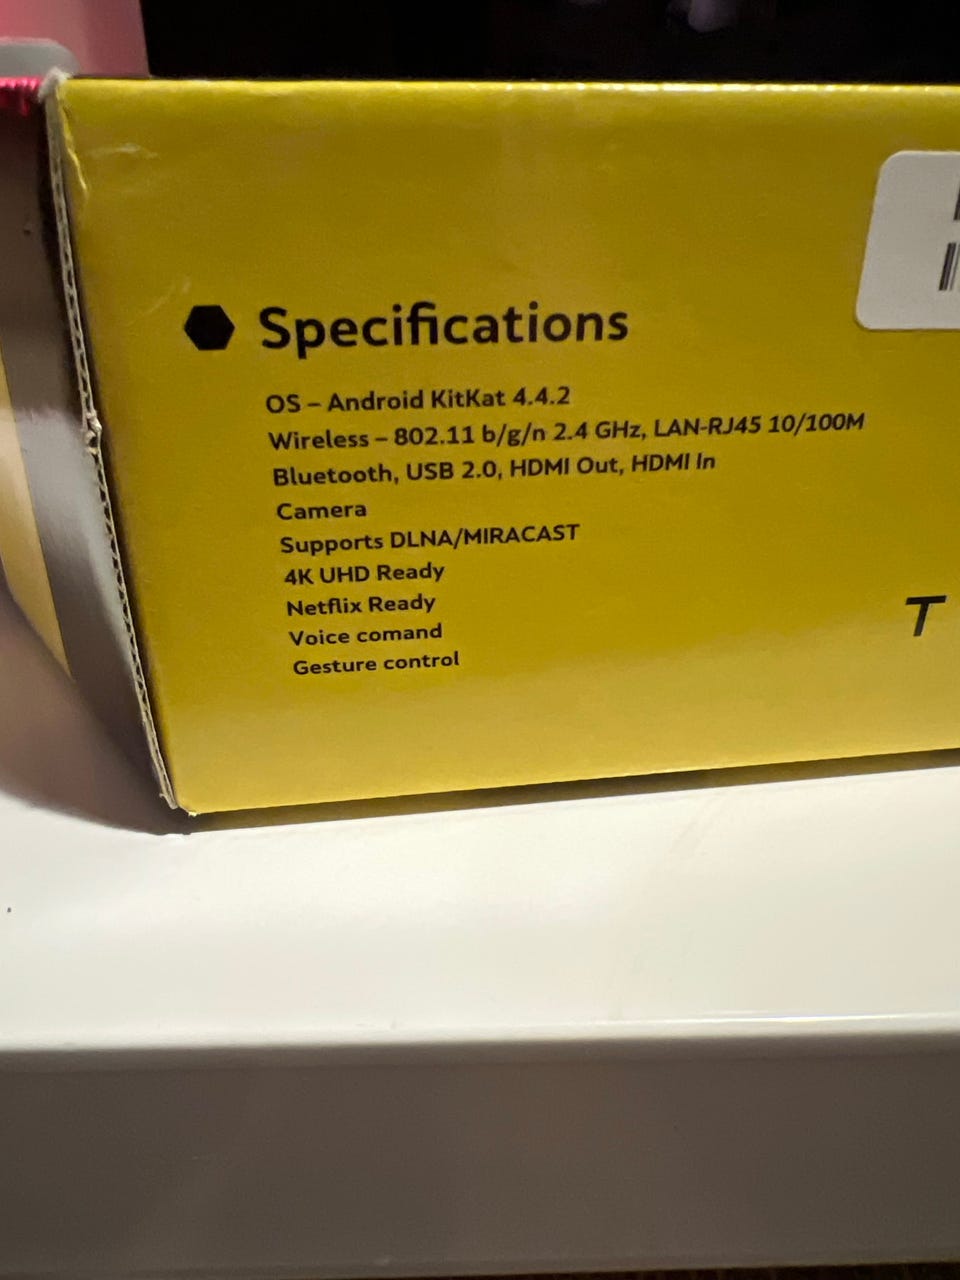 Specifications
OS – Android KitKat 4.4.2
Wireless – 802.11 b/g/n 2.4 GHz, LAN-RJ45 10/100M
Bluetooth, USB 2.0, HDMI Out, HDMI In
Camera
Supports DLNA/MIRACAST
4K UHD Ready
Netflix Ready
Voice comand
Gesture control
T